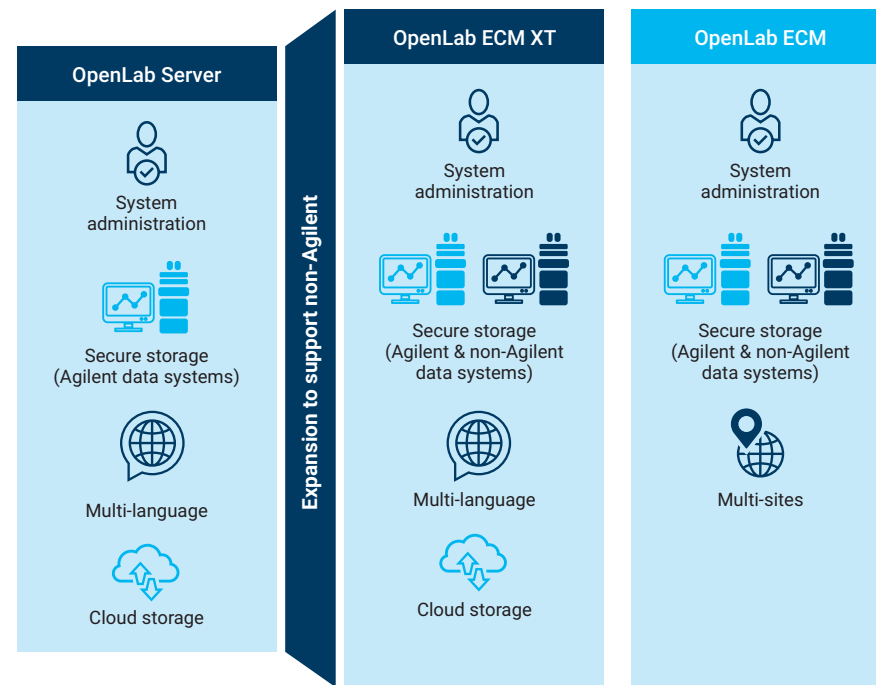 OpenLab Server
System
administration
Secure storage
(Agilent data systems)
Multi-language
Cloud storage
Expansion to support non-Agilent
OpenLab ECM XT
System
administration
Secure storage
(Agilent & non-Agilent
data systems)
Multi-language
Cloud storage
OpenLab ECM
System
administration
Secure storage
(Agilent & non-Agilent
data systems)
Multi-sites